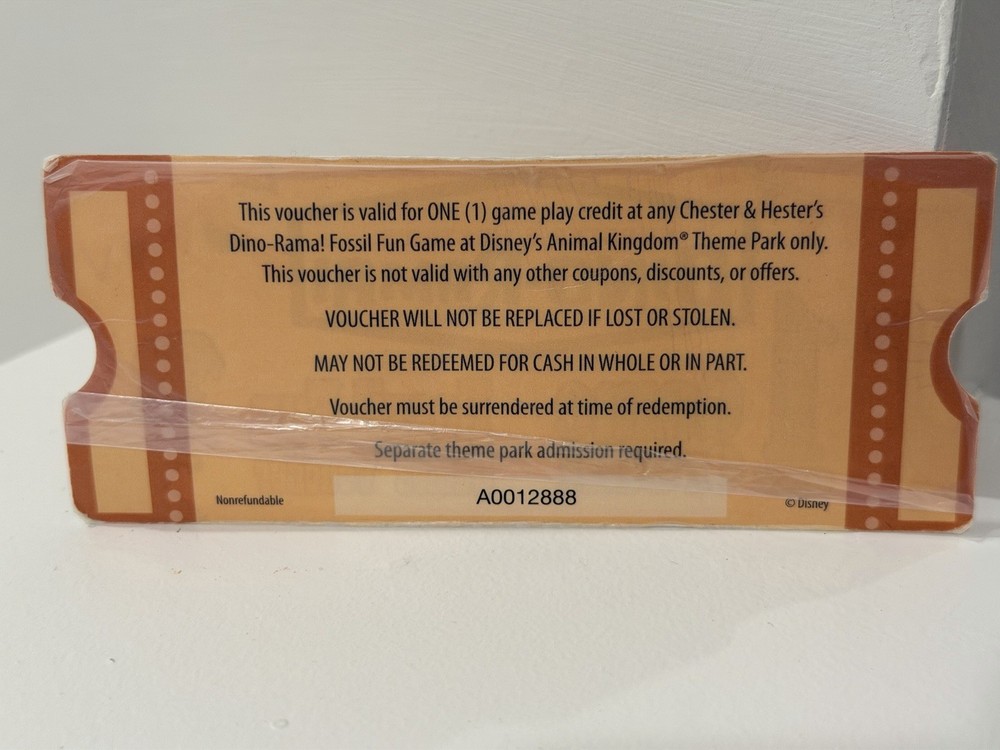 This voucher is valid for ONE (1) game play credit at any Chester & Hester's
Dino-Rama! Fossil Fun Game at Disney's Animal Kingdom® Theme Park only.
This voucher is not valid with any other coupons, discounts, or offers.
VOUCHER WILL NOT BE REPLACED IF LOST OR STOLEN.
MAY NOT BE REDEEMED FOR CASH IN WHOLE OR IN PART.
Voucher must be surrendered at time of redemption.
Separate theme park admission required.
Nonrefundable A0012888 © Disney